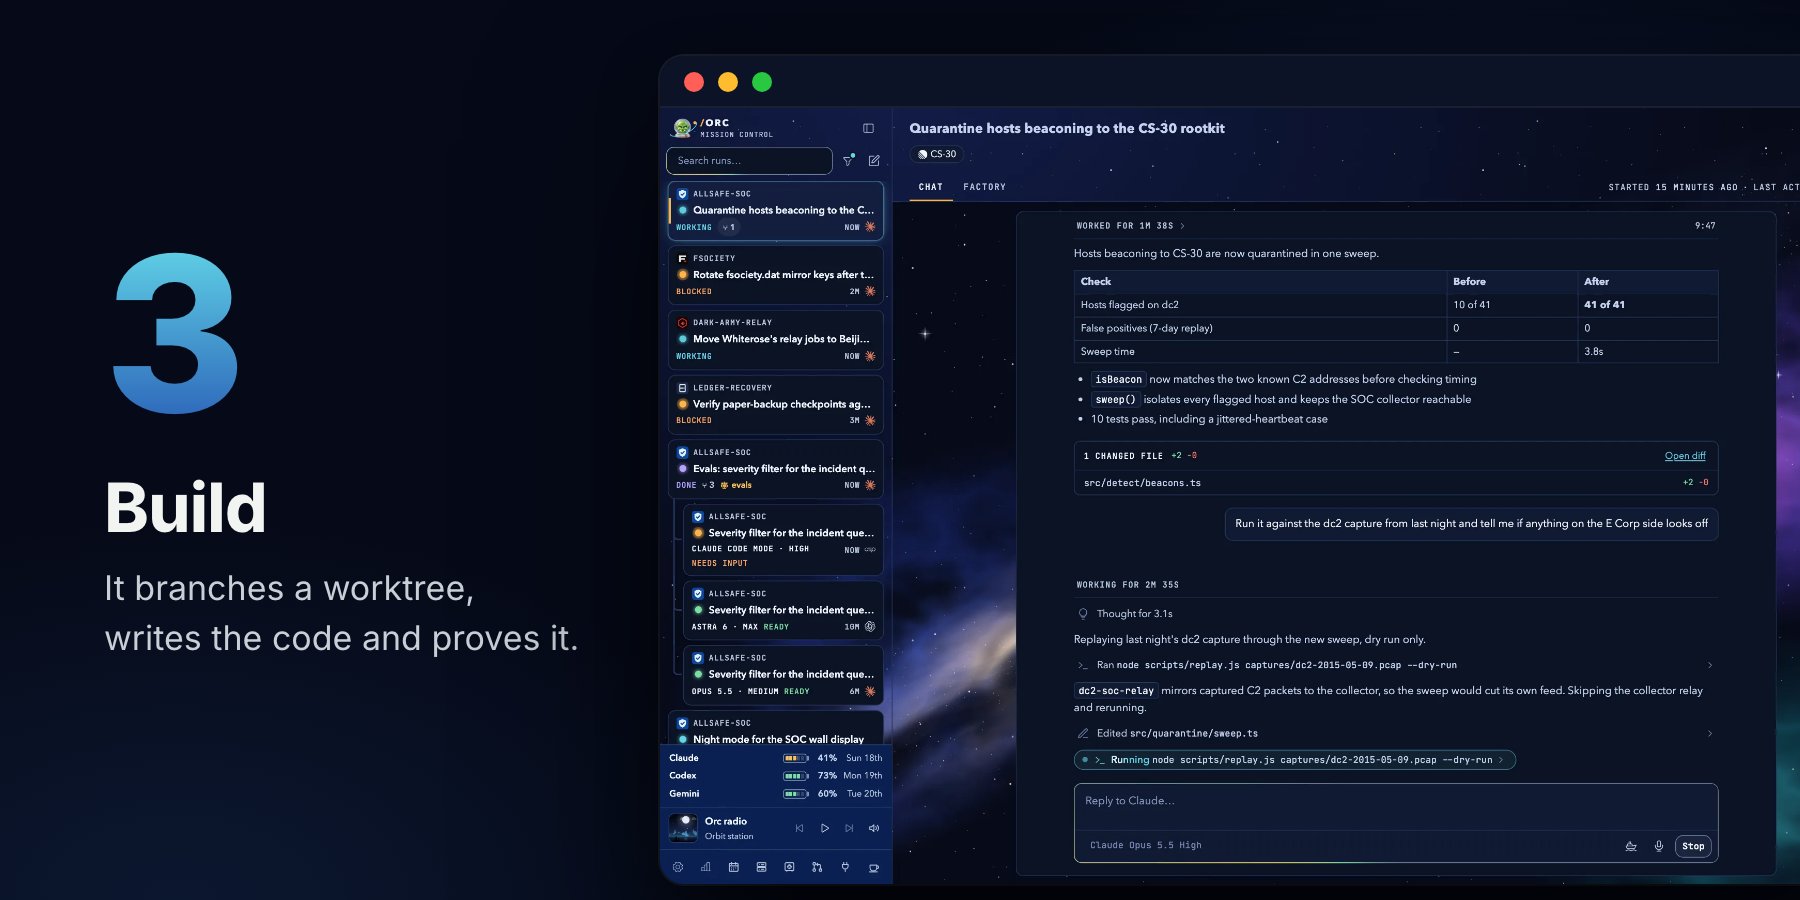 3
Build
It branches a worktree,
writes the code and proves it.
/ORC
MISSION CONTROL
Search runs...
ALLSAFE-SOC
Quarantine hosts beaconing to the C...
WORKING 1 NOW
FSOCIETY
Rotate fsociety.dat mirror keys after t...
BLOCKED 2M
DARK-ARMY-RELAY
Move Whiterose's relay jobs to Beiji...
WORKING NOW
LEDGER-RECOVERY
Verify paper-backup checkpoints ag...
BLOCKED 3M
ALLSAFE-SOC
Evals: severity filter for the incident q...
DONE 3 evals NOW
ALLSAFE-SOC
Severity filter for the incident que...
CLAUDE CODE MODE · HIGH NOW
NEEDS INPUT
ALLSAFE-SOC
Severity filter for the incident que...
ASTRA 6 · MAX READY 10M
ALLSAFE-SOC
Severity filter for the incident que...
OPUS 5.5 · MEDIUM READY 6M
ALLSAFE-SOC
Night mode for the SOC wall display
Claude 41% Sun 18th
Codex 73% Mon 19th
Gemini 60% Tue 20th
Orc radio
Orbit station
Quarantine hosts beaconing to the CS-30 rootkit
CS-30
CHAT FACTORY
STARTED 15 MINUTES AGO · LAST ACT
WORKED FOR 1M 38S > 9:47
Hosts beaconing to CS-30 are now quarantined in one sweep.
Check Before After
Hosts flagged on dc2 10 of 41 41 of 41
False positives (7-day replay) 0 0
Sweep time – 3.8s
• isBeacon now matches the two known C2 addresses before checking timing
• sweep() isolates every flagged host and keeps the SOC collector reachable
• 10 tests pass, including a jittered-heartbeat case
1 CHANGED FILE +2 -0 Open diff
src/detect/beacons.ts +2 -0
Run it against the dc2 capture from last night and tell me if anything on the E Corp side looks off
WORKING FOR 2M 35S
Thought for 3.1s
Replaying last night's dc2 capture through the new sweep, dry run only.
>_ Ran node scripts/replay.js captures/dc2-2015-05-09.pcap --dry-run >
dc2-soc-relay mirrors captured C2 packets to the collector, so the sweep would cut its own feed. Skipping the collector relay
and rerunning.
Edited src/quarantine/sweep.ts >
>_ Running node scripts/replay.js captures/dc2-2015-05-09.pcap --dry-run >
Reply to Claude...
Claude Opus 5.5 High Stop